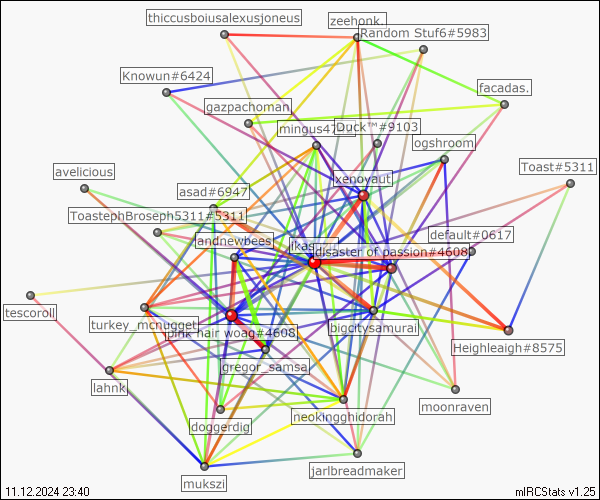 thiccusboiusalexusjoneus
zeehonk.
Random Stuf6#5983
Knowun#6424
facadas.
gazpachoman.
mingus47
Duck™#9103
ogshroom
Toast#5311
avelicious
xenoyaut
asad#6947
ToastephBroseph5311#5311
default#0617
landnewbees
disaster of passion#4608
tescoroll
turkey_mcnugget
pink hair woag#4608
bigcitysamurai
Heighleaigh#8575
gregor_samsa
lahnk
neokingghidorah
moonraven
doggerdig
mukszi
jarlbreadmaker
11.12.2024 23:40
mIRCStats v1.25